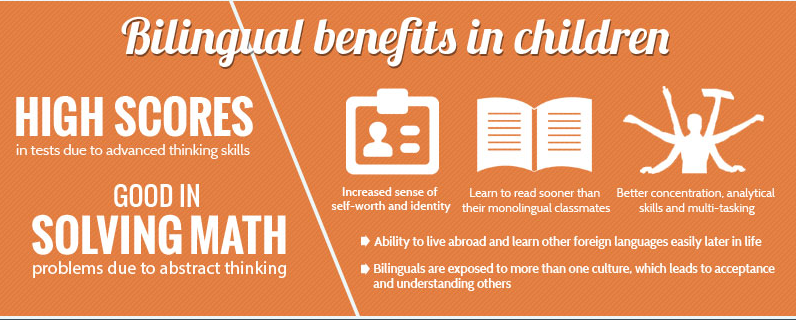 Bilingual benefits in children
HIGH SCORES
in tests due to advanced thinking skills
GOOD IN
SOLVING MATH
problems due to abstract thinking
Increased sense of
self-worth and identity
Learn to read sooner than
their monolingual classmates
Better concentration, analytical
skills and multi-tasking
Ability to live abroad and learn other foreign languages easily later in life
Bilinguals are exposed to more than one culture, which leads to acceptance
and understanding others